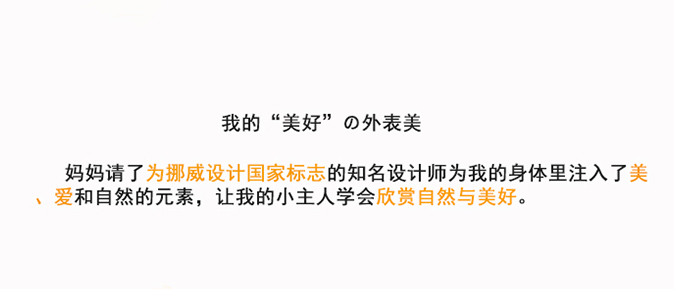 我的“美好”の外表美
妈妈请了为挪威设计国家标志的知名设计师为我的身体里注入了美
、爱和自然的元素，让我的小主人学会欣赏自然与美好。